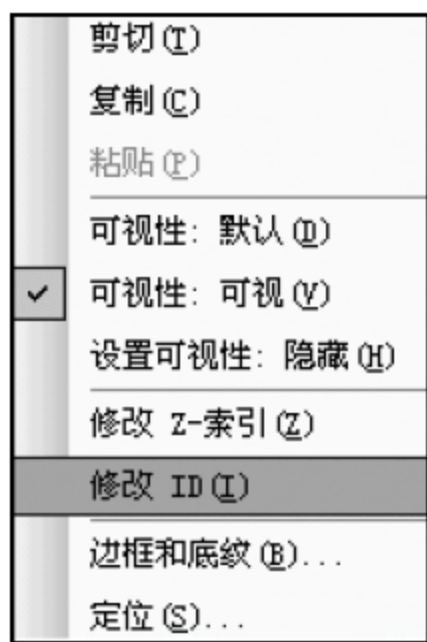 剪切(T)
复制(C)
粘贴(P)
可视性: 默认(D)
可视性: 可视(V)
设置可视性: 隐藏(H)
修改 Z-索引(Z)
修改 ID(I)
边框和底纹(B)...
定位(S)...